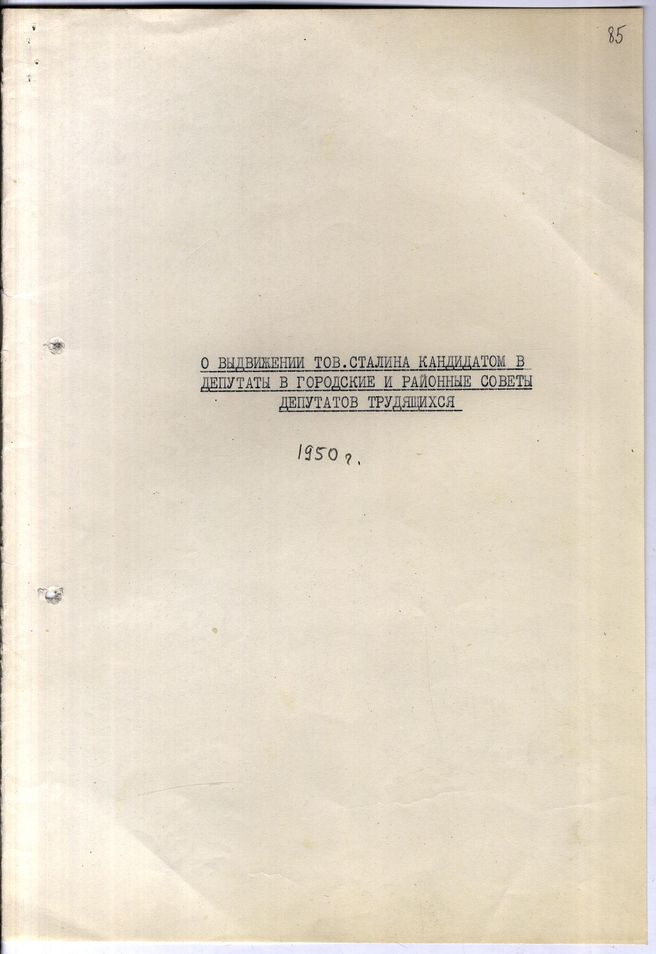 85
О ВЫДВИЖЕНИИ ТОВ.СТАЛИНА КАНДИДАТОМ В
ДЕПУТАТЫ В ГОРОДСКИЕ И РАЙОННЫЕ СОВЕТЫ
ДЕПУТАТОВ ТРУДЯЩИХСЯ
1950 г.